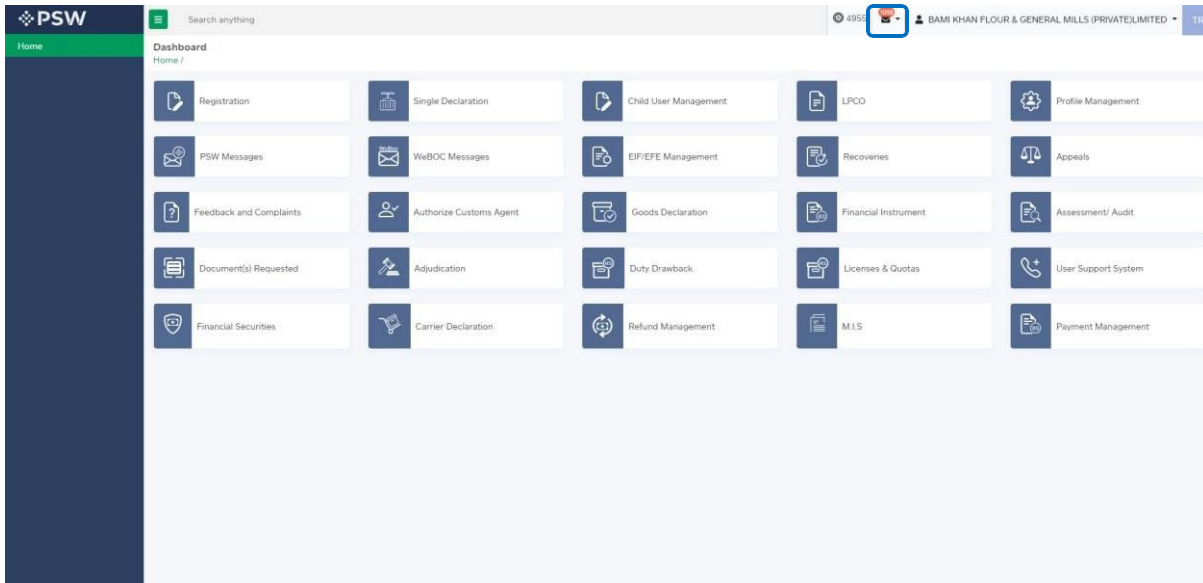 PSW
Search anything
4955
BAMI KHAN FLOUR & GENERAL MILLS (PRIVATE)LIMITED
TR
Home
Dashboard
Home /
Registration
Single Declaration
Child User Management
LPCO
Profile Management
PSW Messages
WeBOC Messages
EIF/EFE Management
Recoveries
Appeals
Feedback and Complaints
Authorize Customs Agent
Goods Declaration
Financial Instrument
Assessment/ Audit
Document(s) Requested
Adjudication
Duty Drawback
Licenses & Quotas
User Support System
Financial Securities
Carrier Declaration
Refund Management
M.I.S
Payment Management